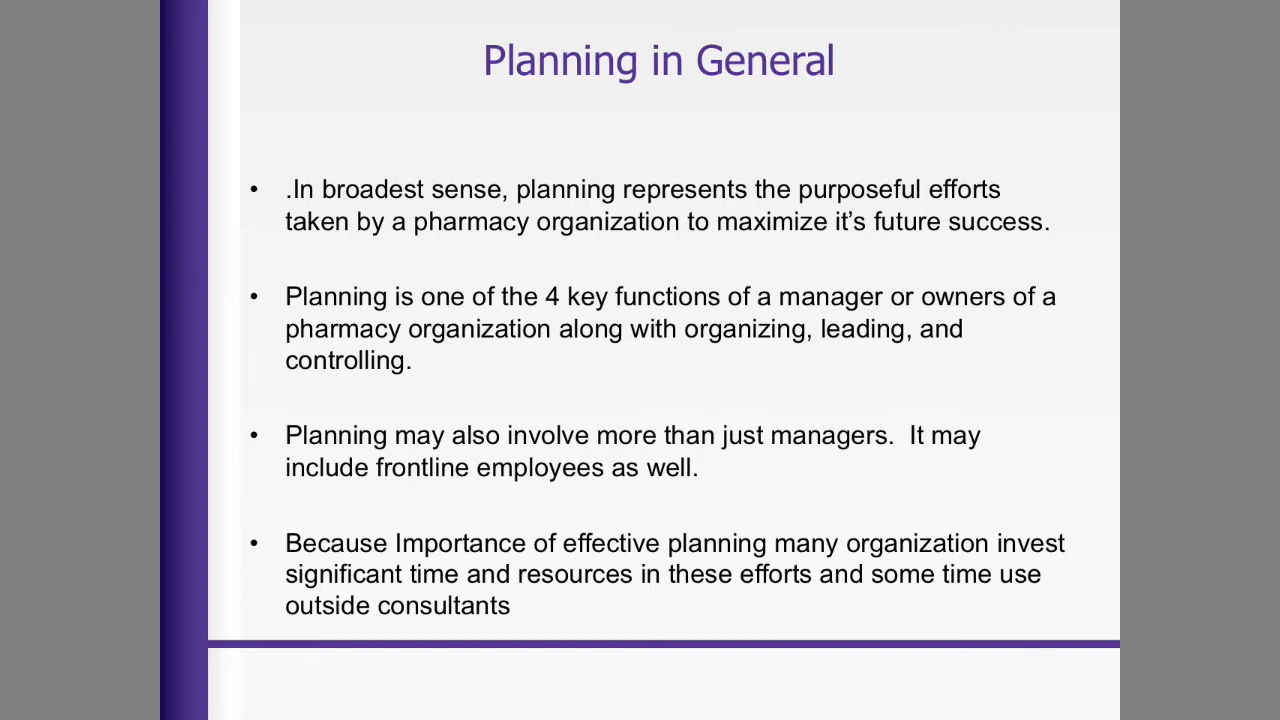 Planning in General
• .In broadest sense, planning represents the purposeful efforts
taken by a pharmacy organization to maximize it’s future success.
• Planning is one of the 4 key functions of a manager or owners of a
pharmacy organization along with organizing, leading, and
controlling.
• Planning may also involve more than just managers.  It may
include frontline employees as well.
• Because Importance of effective planning many organization invest
significant time and resources in these efforts and some time use
outside consultants